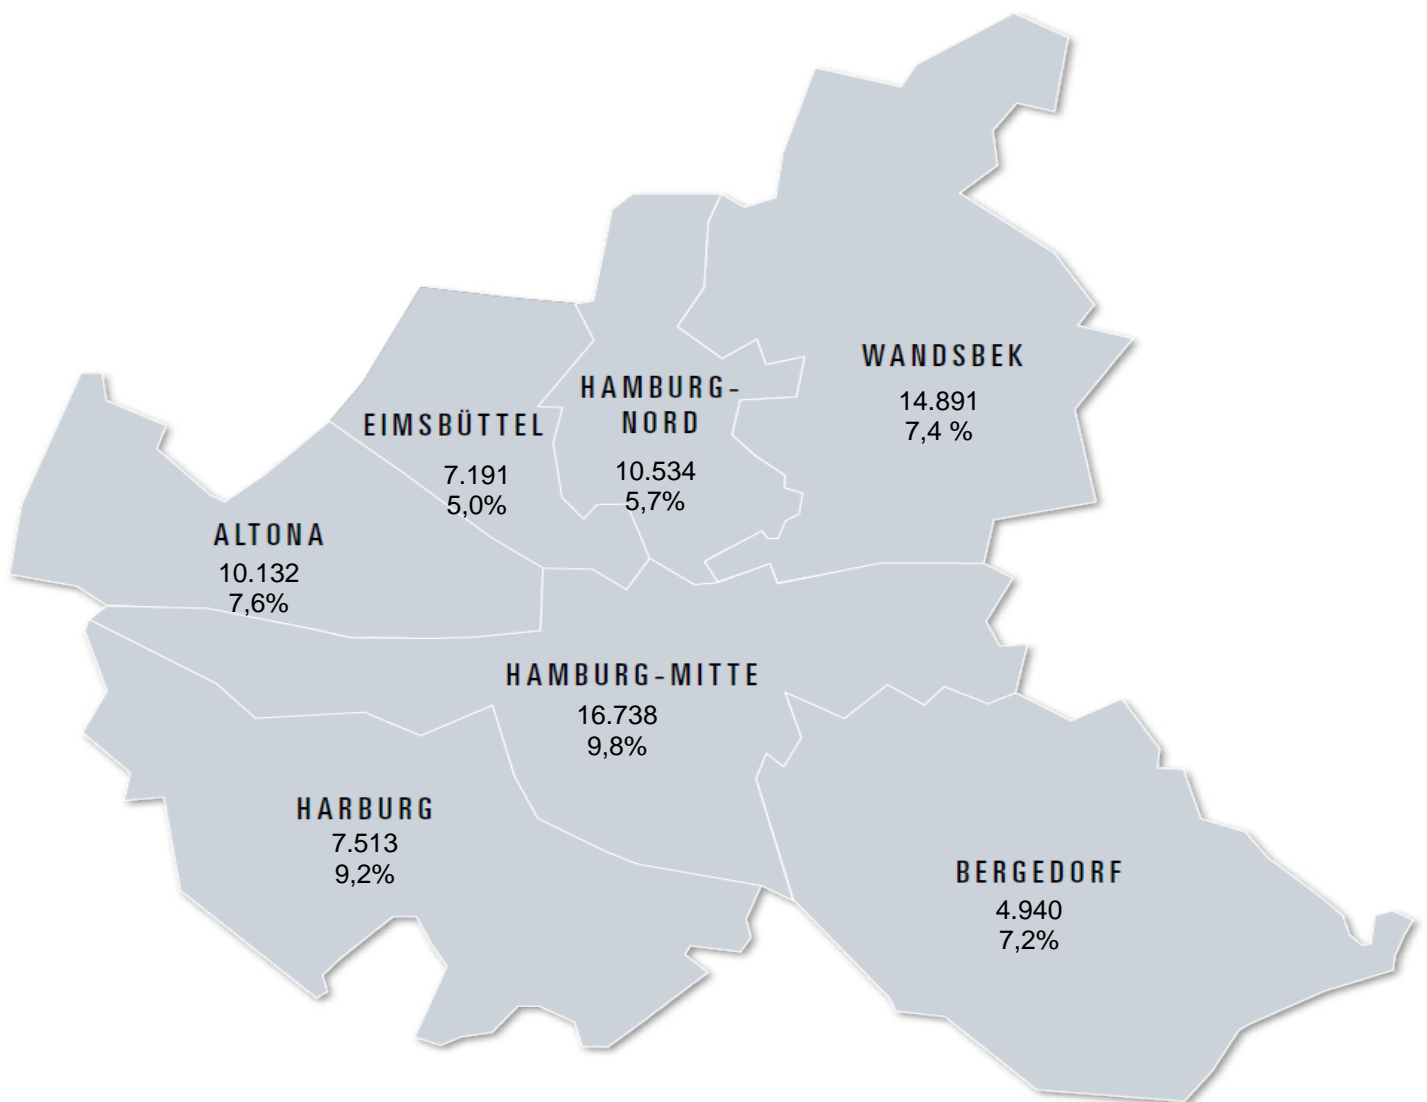 WANDSBEK
14.891
7,4 %
HAMBURG-
NORD
10.534
5,7%
EIMSBÜTTEL
7.191
5,0%
ALTONA
10.132
7,6%
HAMBURG-MITTE
16.738
9,8%
HARBURG
7.513
9,2%
BERGEDORF
4.940
7,2%